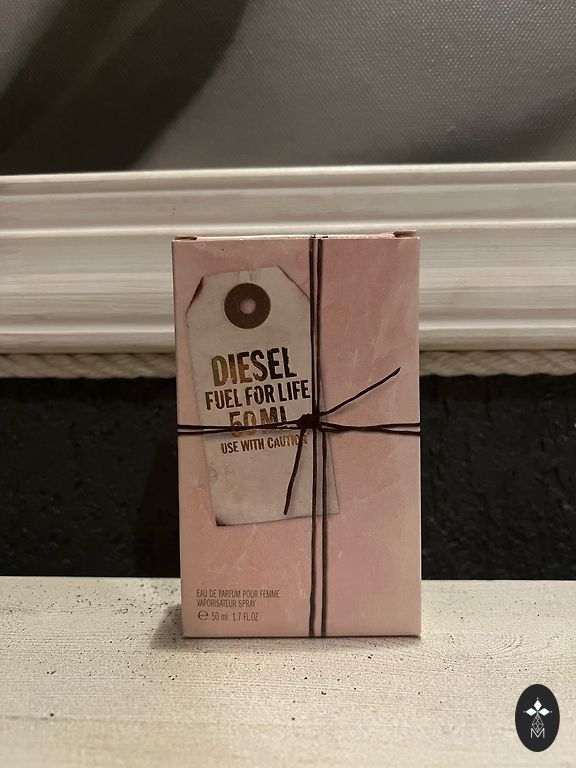 DIESEL
FUEL FOR LIFE
50 ML
USE WITH CAUTION
EAU DE PARFUM POUR FEMME
VAPORISATEUR SPRAY
℮ 50 ml 1.7 FL.OZ
M